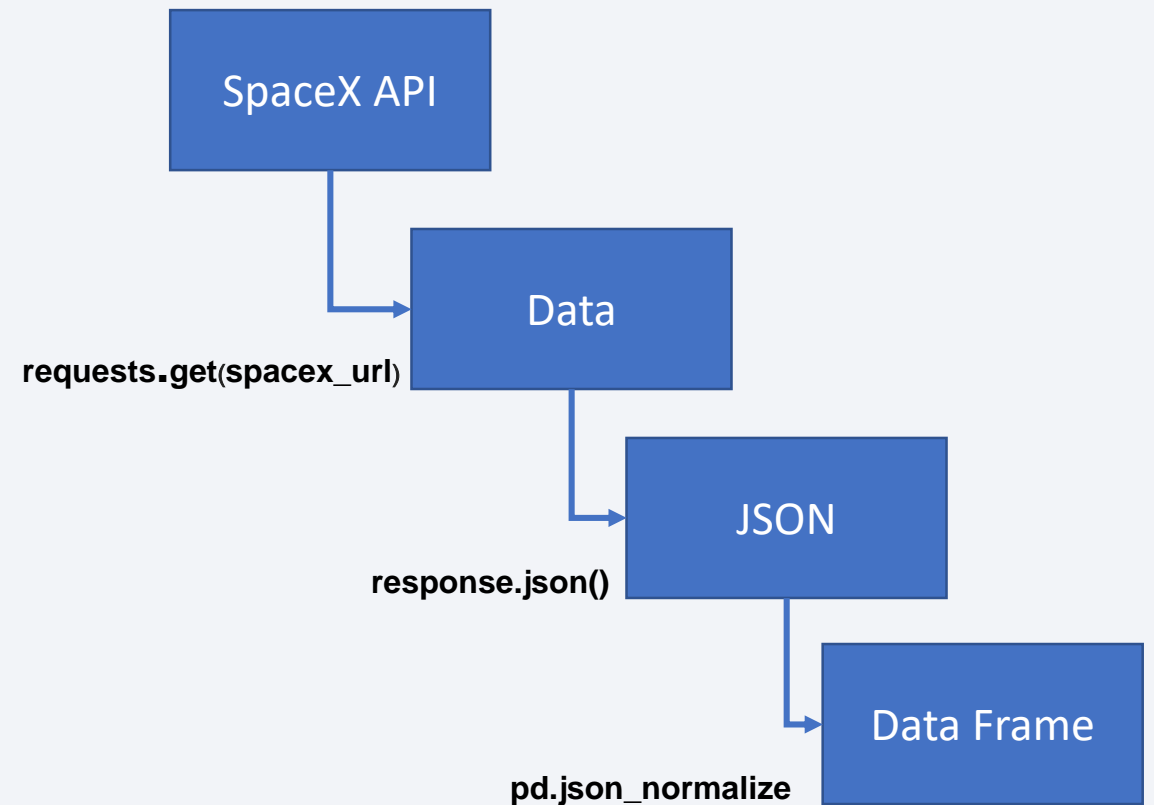 SpaceX API
Data
requests.get(spacex_url)
JSON
response.json()
Data Frame
pd.json_normalize